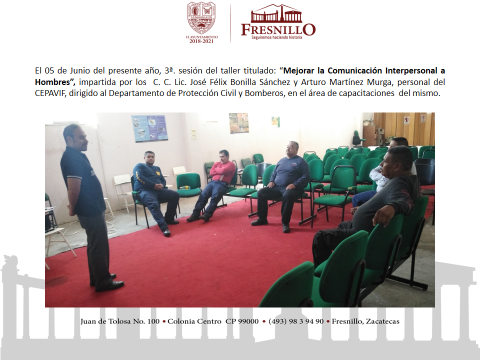 H. AYUNTAMIENTO
2018-2021
FRESNILLO
Seguiremos haciendo historia
El 05 de Junio del presente año, 3ª. sesión del taller titulado: “Mejorar la Comunicación Interpersonal a
Hombres”, impartida por los C. C. Lic. José Félix Bonilla Sánchez y Arturo Martínez Murga, personal del
CEPAVIF, dirigido al Departamento de Protección Civil y Bomberos, en el área de capacitaciones del mismo.
Juan de Tolosa No. 100 • Colonia Centro CP 99000 • (493) 98 3 94 90 • Fresnillo, Zacatecas